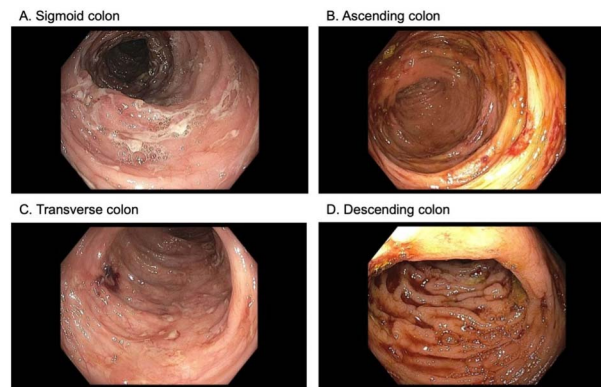 A. Sigmoid colon
B. Ascending colon
C. Transverse colon
D. Descending colon